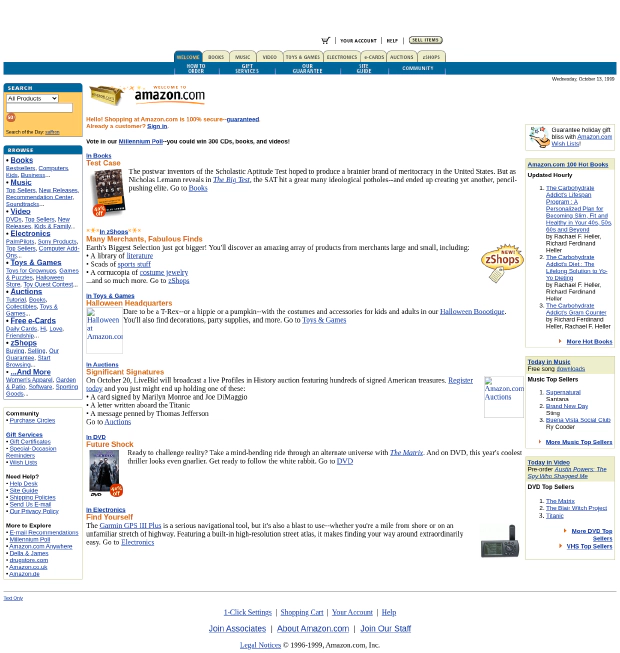 YOUR ACCOUNT | HELP | SELL ITEMS
WELCOME BOOKS MUSIC VIDEO TOYS & GAMES ELECTRONICS e-CARDS AUCTIONS zSHOPS
HOW TO ORDER GIFT SERVICES OUR GUARANTEE SITE GUIDE COMMUNITY
Wednesday, October 13, 1999
SEARCH
All Products
Search of the Day:
BROWSE
• Books
Bestsellers, Computers,
Kids, Business...
• Music
Top Sellers, New Releases,
Recommendation Center,
Soundtracks...
• Video
DVDs, Top Sellers, New
Releases, Kids & Family...
• Electronics
PalmPilots, Sony Products,
Top Sellers, Computer Add-
Ons...
• Toys & Games
Toys for Growups, Games
& Puzzles, Halloween
Store, Toy Quest Contest...
• Auctions
Tutorial, Books,
Collectibles, Toys &
Games...
• Free e-Cards
Daily Cards, Hi, Love,
Friendship...
• zShops
Buying, Selling, Our
Guarantee, Start
Browsing...
• ...And More
Women's Apparel, Garden
& Patio, Software, Sporting
Goods...
Community
• Purchase Circles
Gift Services
• Gift Certificates
• Special-Occasion
Reminders
• Wish Lists
Need Help?
• Help Desk
• Site Guide
• Shipping Policies
• Send Us E-mail
• Our Privacy Policy
More to Explore
• E-mail Recommendations
• Millennium Poll
• Amazon.com Anywhere
• Della & James
• drugstore.com
• Amazon.co.uk
• Amazon.de
WELCOME TO
amazon.com
Hello! Shopping at Amazon.com is 100% secure--guaranteed.
Already a customer? Sign in.
Vote in our Millennium Poll--you could win 300 CDs, books, and videos!
In Books
Test Case
The postwar inventors of the Scholastic Aptitude Test hoped to produce a brainier brand of meritocracy in the United States. But as
Nicholas Lemann reveals in The Big Test, the SAT hit a great many ideological potholes--and ended up creating yet another, not-so-
pushing elite. Go to Books
In zShops
Many Merchants, Fabulous Finds
Earth's Biggest Selection just got bigger! You'll discover an amazing array of products from merchants large and small, including:
• A library of literature
• Scads of sports stuff
• A cornucopia of costume jewelry
...and so much more. Go to zShops
NEW!
zShops
In Toys & Games
Halloween Headquarters
Halloween at Amazon.com
Dare to be a T-Rex--or a hippie or a pumpkin--with the costumes and accessories for kids and adults in our Halloween Boootique.
You'll also find decorations, party supplies, and more. Go to Toys & Games
In Auctions
Significant Signatures
On October 20, LiveBid will broadcast a live Profiles in History auction featuring hundreds of signed American treasures. Register
today and you just might end up holding one of these:
• A card signed by Marilyn Monroe and Joe DiMaggio
• A letter written aboard the Titanic
• A message penned by Thomas Jefferson
Go to Auctions
Amazon.com Auctions
In DVD
Future Shock
Ready to challenge reality? Take a mind-bending ride through an alternate universe with The Matrix. And on DVD, this year's coolest
thriller looks even gnarlier. Get ready to follow the white rabbit. Go to DVD
In Electronics
Find Yourself
The Garmin GPS III Plus is a serious navigational tool, but it's also a blast to use--whether you're a mile from shore or on an
unfamiliar stretch of highway. Featuring a built-in high-resolution street atlas, it makes finding your way around extraordinarily
easy. Go to Electronics
Guarantee holiday gift
bliss with Amazon.com
Wish Lists!
Amazon.com 100 Hot Books
Updated Hourly
1. The Carbohydrate
Addict's Lifespan
Program : A
Personalized Plan for
Becoming Slim, Fit and
Healthy in Your 40s, 50s,
60s and Beyond
by Rachael F. Heller,
Richard Ferdinand
Heller
2. The Carbohydrate
Addict's Diet : The
Lifelong Solution to Yo-
Yo Dieting
by Rachael F. Heller,
Richard Ferdinand
Heller
3. The Carbohydrate
Addict's Gram Counter
by Richard Ferdinand
Heller, Rachael F. Heller
More Hot Books
Today in Music
Free song downloads
Music Top Sellers
1. Supernatural
Santana
2. Brand New Day
Sting
3. Buena Vista Social Club
Ry Cooder
More Music Top Sellers
Today in Video
Pre-order Austin Powers: The
Spy Who Shagged Me
DVD Top Sellers
1. The Matrix
2. The Blair Witch Project
3. Titanic
More DVD Top
Sellers
VHS Top Sellers
Text Only
1-Click Settings | Shopping Cart | Your Account | Help
Join Associates | About Amazon.com | Join Our Staff
Legal Notices © 1996-1999, Amazon.com, Inc.